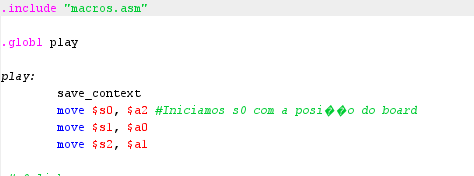 .include "macros.asm"
.globl play
play:
save_context
move $s0, $a2 #Iniciamos s0 com a posi��o do board
move $s1, $a0
move $s2, $a1